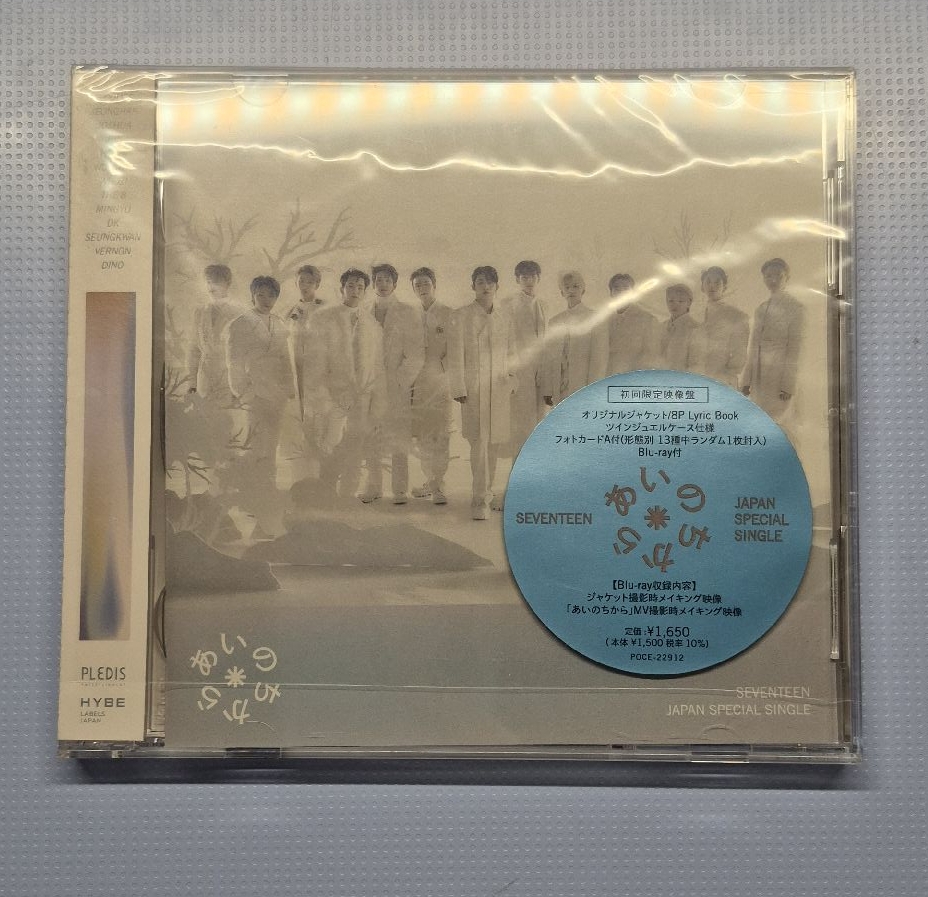 MINGYU
DK
SEUNGKWAN
VERNON
DINO
PLEDIS
HYBE
LABELS
JAPAN
初回限定映像盤
オリジナルジャケット/8P Lyric Book
ツインジュエルケース仕様
フォトカードA付(形態別 13種中ランダム1枚封入)
Blu-ray付
SEVENTEEN
あいのちから
JAPAN
SPECIAL
SINGLE
【Blu-ray収録内容】
ジャケット撮影時メイキング映像
「あいのちから」MV撮影時メイキング映像
定価:¥1,650
(本体 ¥1,500 税率 10%)
POCE-22912
あいのちから
SEVENTEEN
JAPAN SPECIAL SINGLE